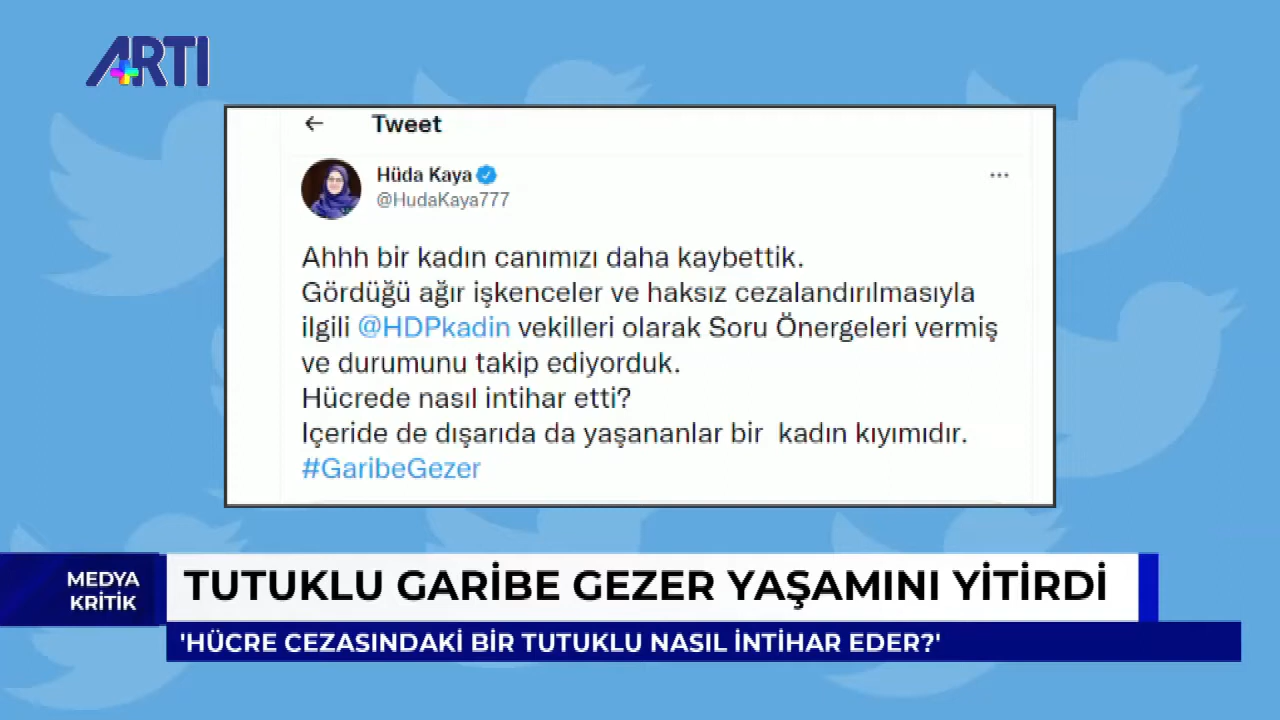 ARTI
← Tweet
Hüda Kaya
@HudaKaya777
Ahhh bir kadın canımızı daha kaybettik.
Gördüğü ağır işkenceler ve haksız cezalandırılmasıyla
ilgili @HDPkadin vekilleri olarak Soru Önergeleri vermiş
ve durumunu takip ediyorduk.
Hücrede nasıl intihar etti?
Içeride de dışarıda da yaşananlar bir  kadın kıyımıdır.
#GaribeGezer
MEDYA
KRİTİK
TUTUKLU GARİBE GEZER YAŞAMINI YİTİRDİ
'HÜCRE CEZASINDAKİ BİR TUTUKLU NASIL İNTİHAR EDER?'